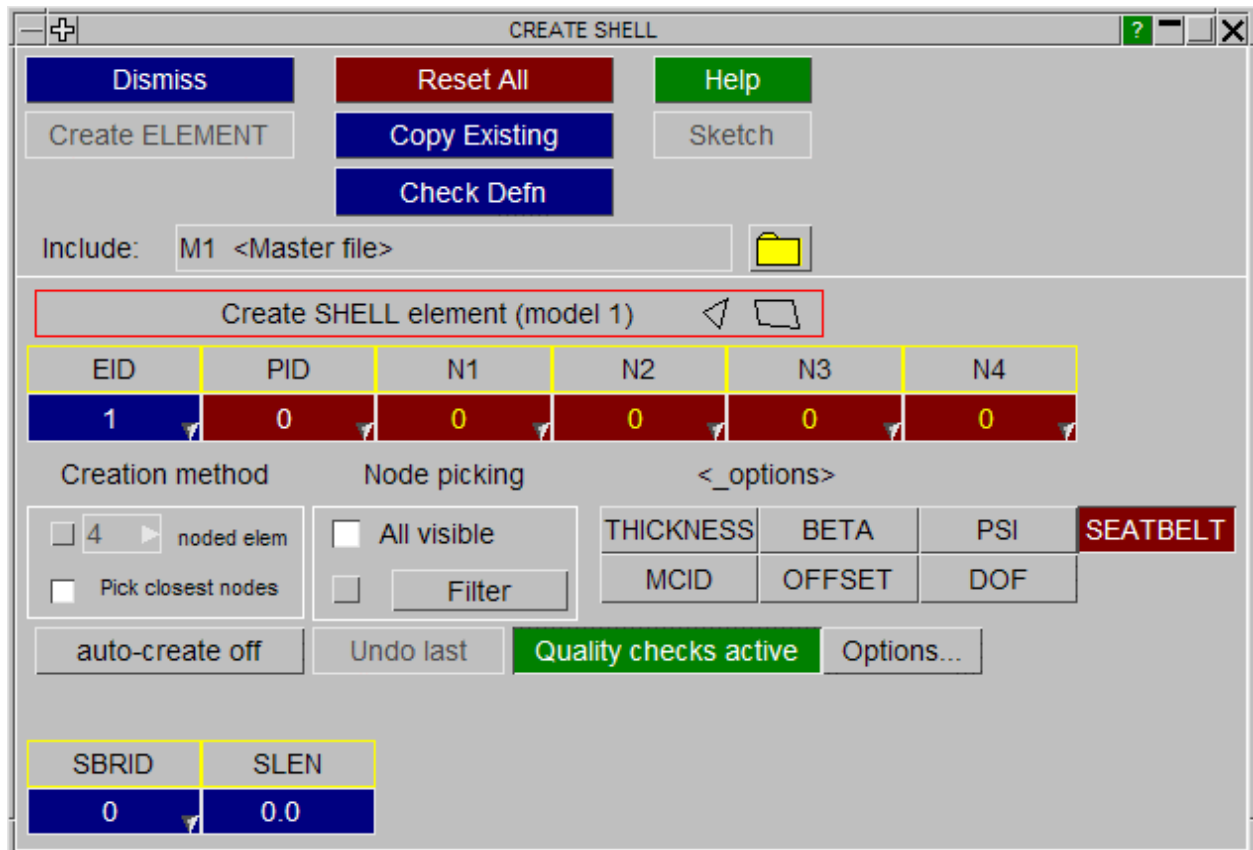 CREATE SHELL ?
Dismiss Reset All Help
Create ELEMENT Copy Existing Sketch
Check Defn
Include: M1 <Master file>
Create SHELL element (model 1)
EID PID N1 N2 N3 N4
1 0 0 0 0 0
Creation method Node picking <_options>
4 noded elem All visible THICKNESS BETA PSI SEATBELT
Pick closest nodes Filter MCID OFFSET DOF
auto-create off Undo last Quality checks active Options...
SBRID SLEN
0 0.0